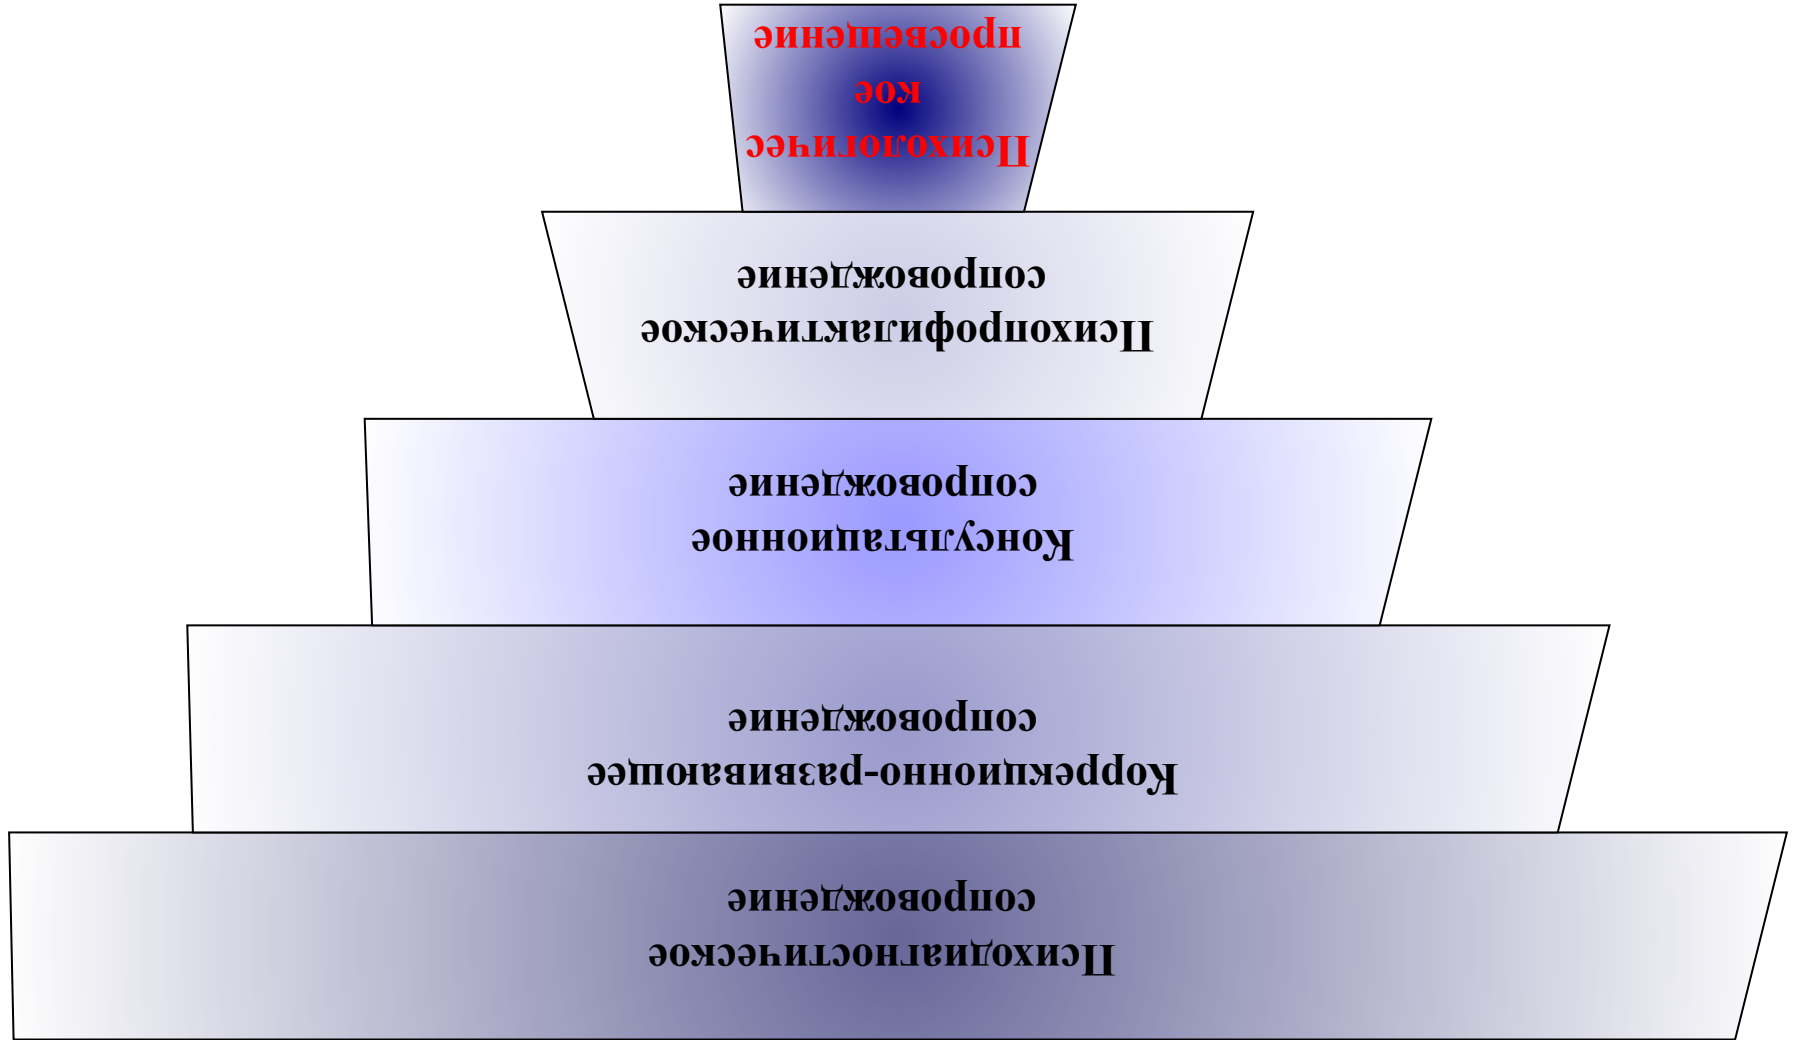 Психодиагностическое
сопровождение
Коррекционно-развивающее
сопровождение
Консультационное
сопровождение
Психопрофилактическое
сопровождение
Психологичес
кое
просвещение